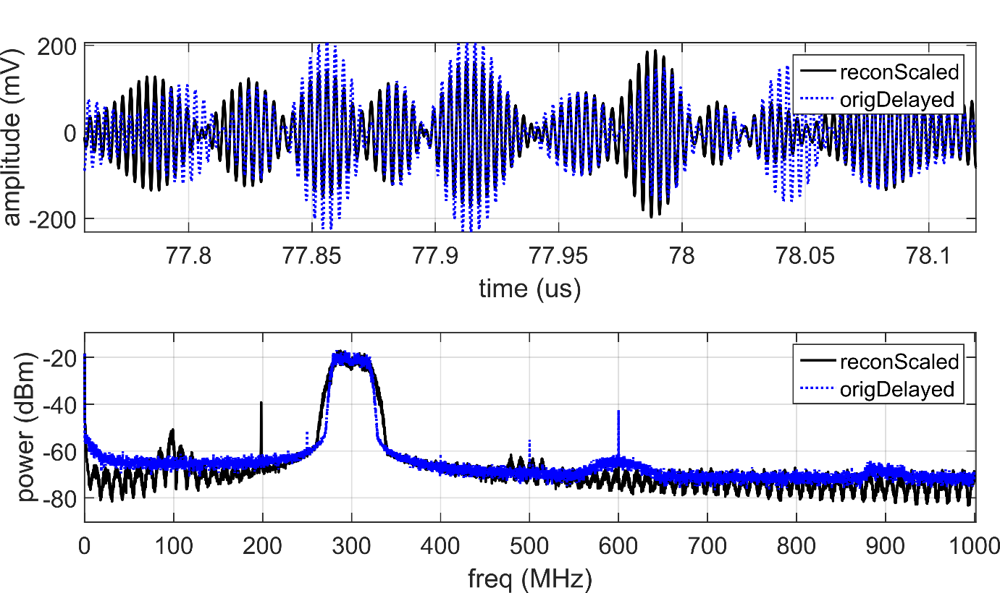 200
0
-200
amplitude (mV)
reconScaled
origDelayed
77.8 77.85 77.9 77.95 78 78.05 78.1
time (us)
-20
-40
-60
-80
power (dBm)
reconScaled
origDelayed
0 100 200 300 400 500 600 700 800 900 1000
freq (MHz)